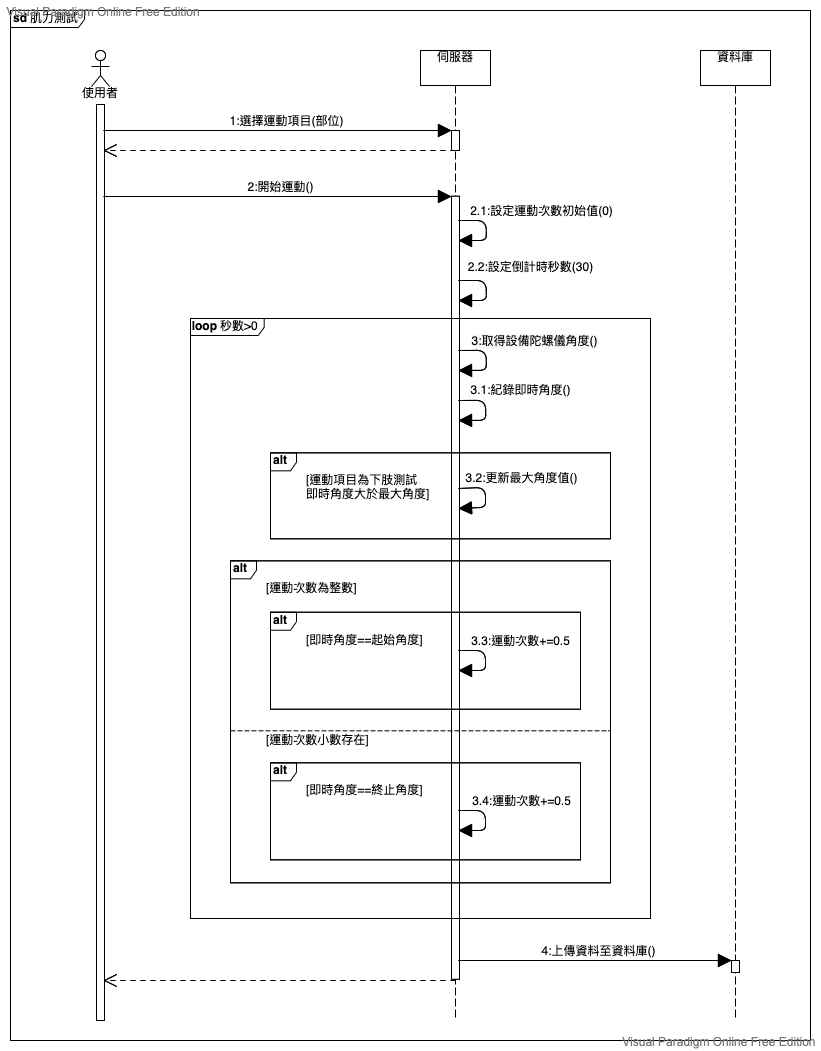 Visual Paradigm Online Free Edition
sd 肌力測試
使用者
伺服器
資料庫
1:選擇運動項目(部位)
2:開始運動()
2.1:設定運動次數初始值(0)
2.2:設定倒計時秒數(30)
loop 秒數>0
3:取得設備陀螺儀角度()
3.1:紀錄即時角度()
alt
[運動項目為下肢測試
即時角度大於最大角度]
3.2:更新最大角度值()
alt
[運動次數為整數]
alt
[即時角度==起始角度]
3.3:運動次數+=0.5
[運動次數小數存在]
alt
[即時角度==終止角度]
3.4:運動次數+=0.5
4:上傳資料至資料庫()
Visual Paradigm Online Free Edition